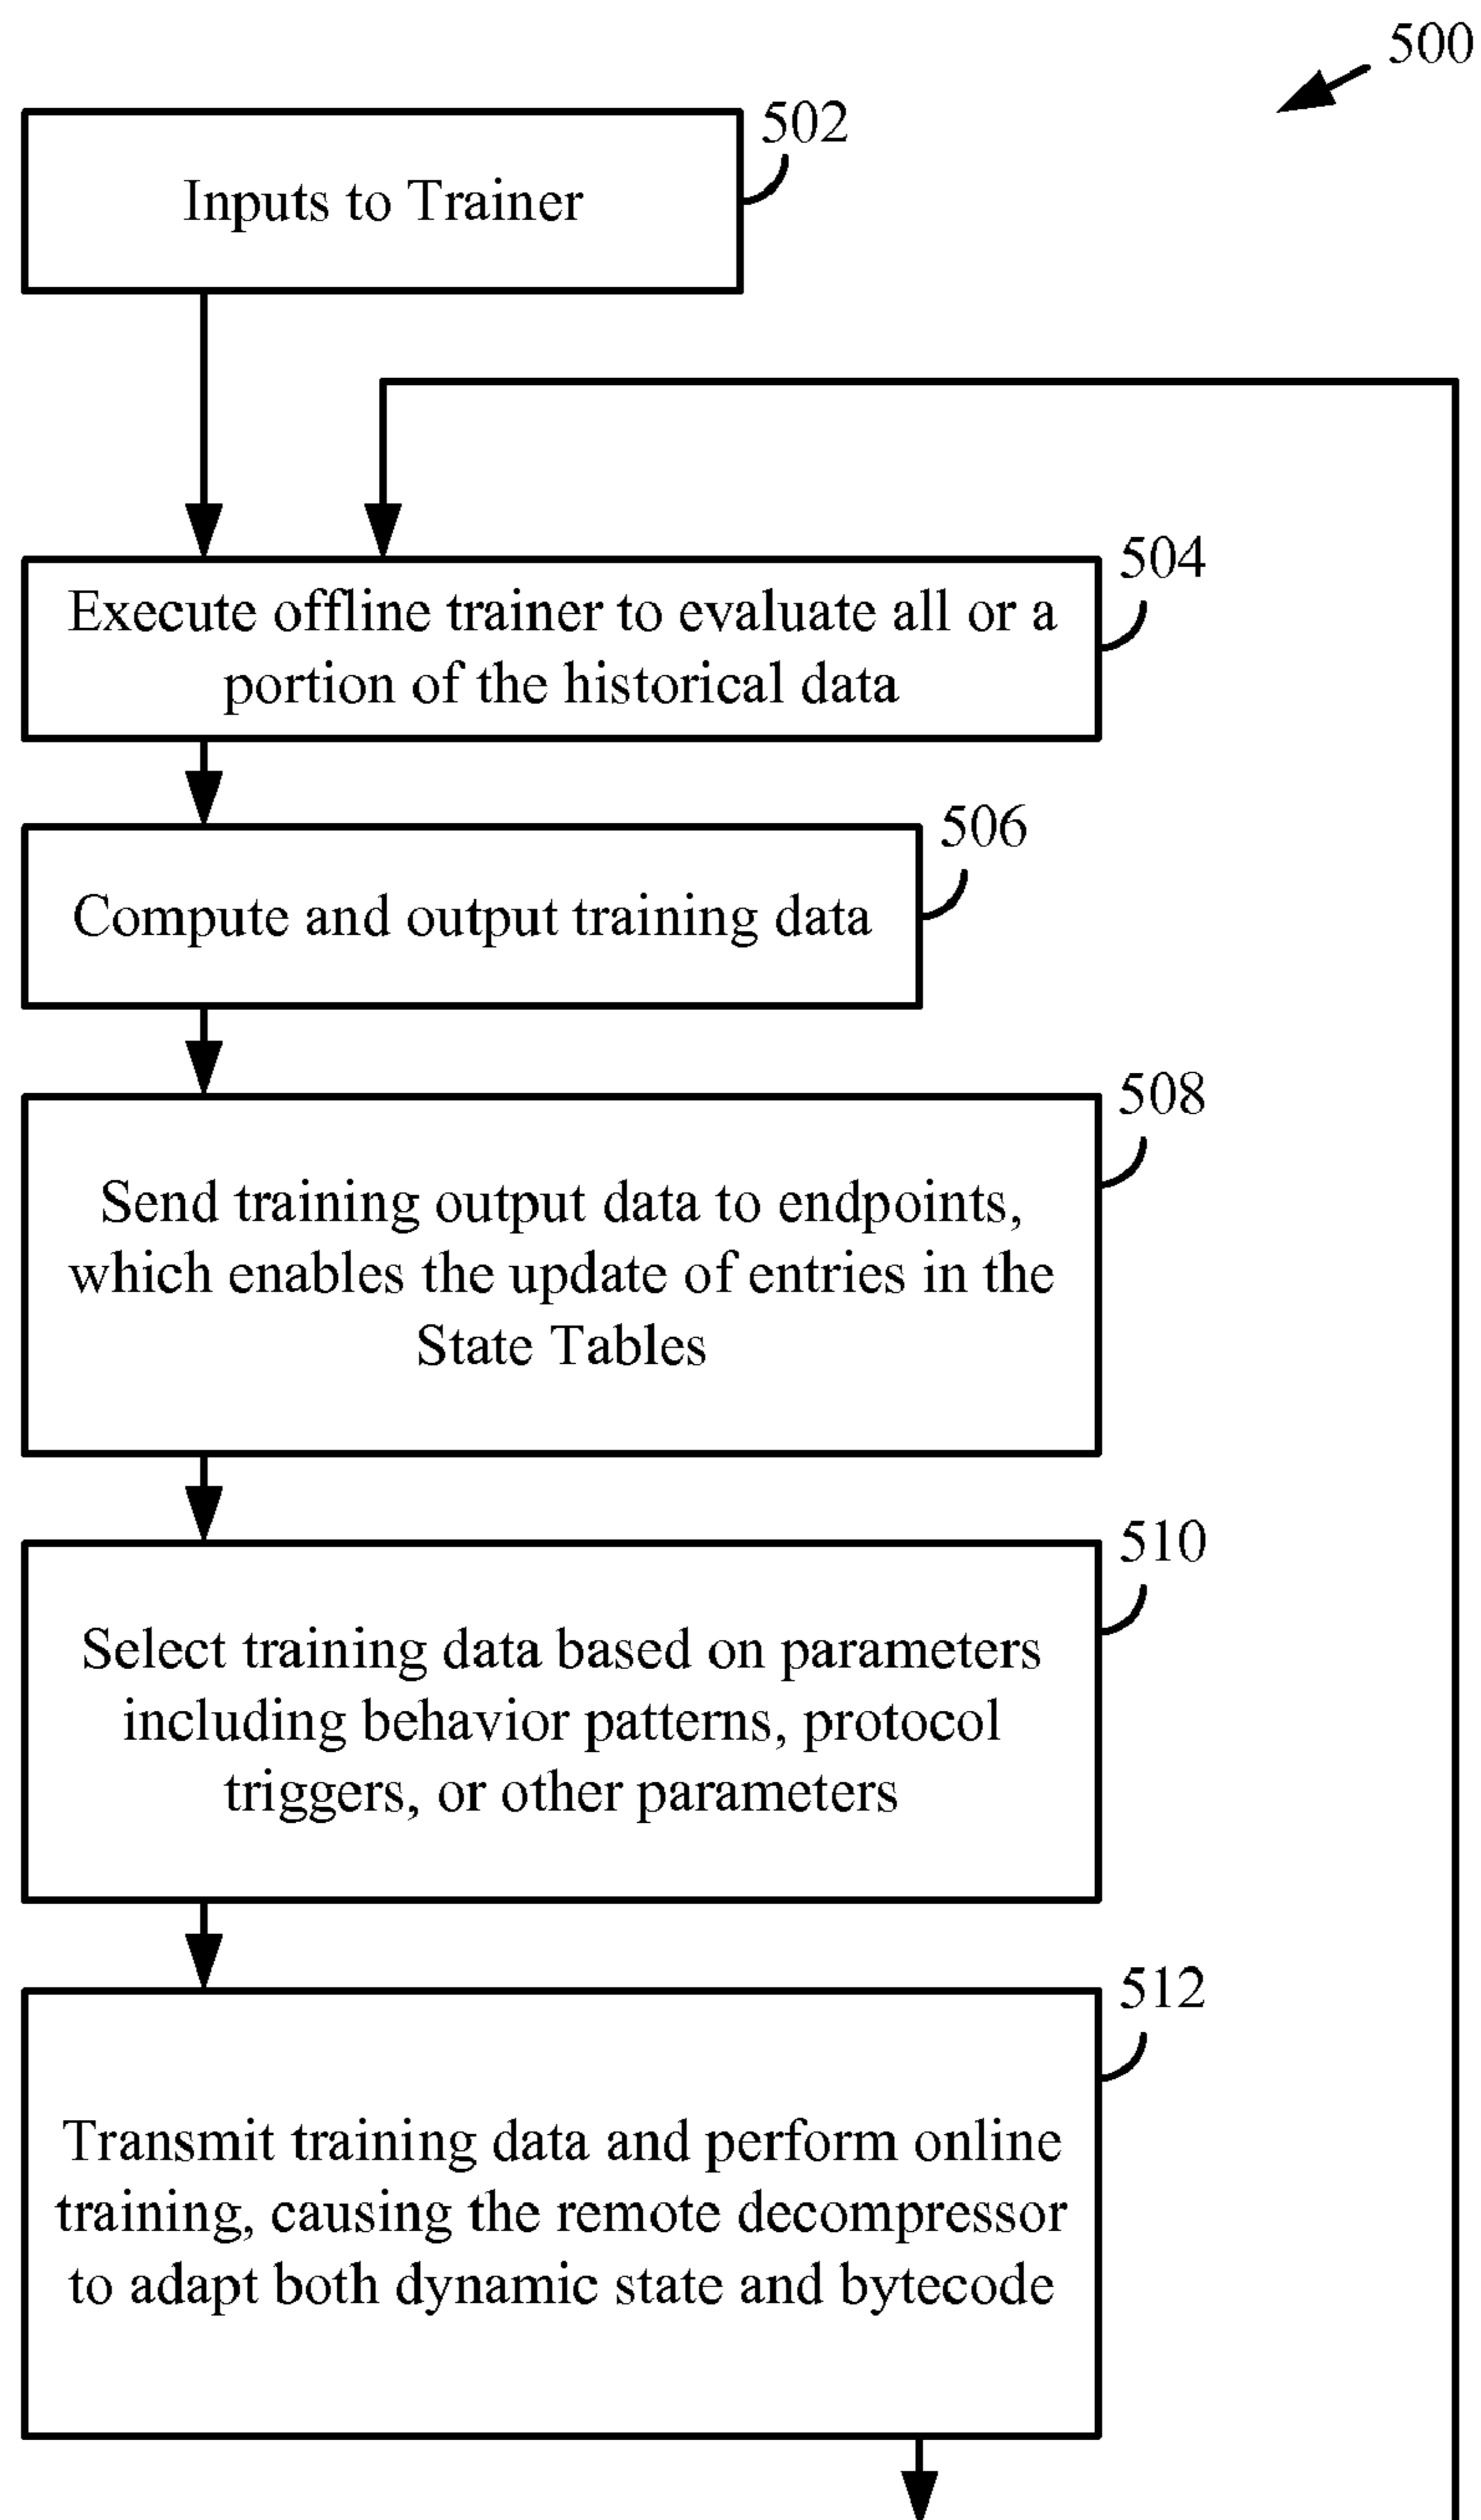 500
502
Inputs to Trainer
504
Execute offline trainer to evaluate all or a
portion of the historical data
506
Compute and output training data
508
Send training output data to endpoints,
which enables the update of entries in the
State Tables
510
Select training data based on parameters
including behavior patterns, protocol
triggers, or other parameters
512
Transmit training data and perform online
training, causing the remote decompressor
to adapt both dynamic state and bytecode